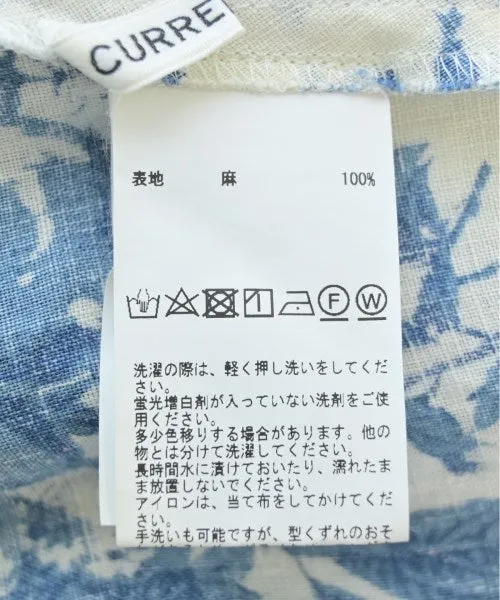 CURRE
表地 麻 100%
F W
洗濯の際は、軽く押し洗いをしてくだ
さい。
蛍光増白剤が入っていない洗剤をご使
用ください。
多少色移りする場合があります。他の
物とは分けて洗濯してください。
長時間水に漬けておいたり、濡れたま
ま放置しないでください。
アイロンは、当て布をしてかけてくだ
さい。
手洗いも可能ですが、型くずれのおそ